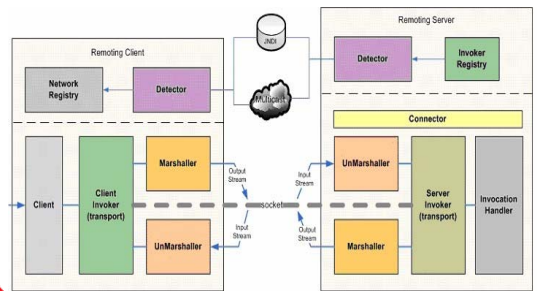 Remoting Client
JNDI
Remoting Server
Network
Registry
Detector
Multicast
Detector
Invoker
Registry
Connector
Client
Client
Invoker
(transport)
Marshaller
Output
Stream
UnMarshaller
Input
Stream
socket
Input
Stream
UnMarshaller
Output
Stream
Marshaller
Server
Invoker
(transport)
Invocation
Handler